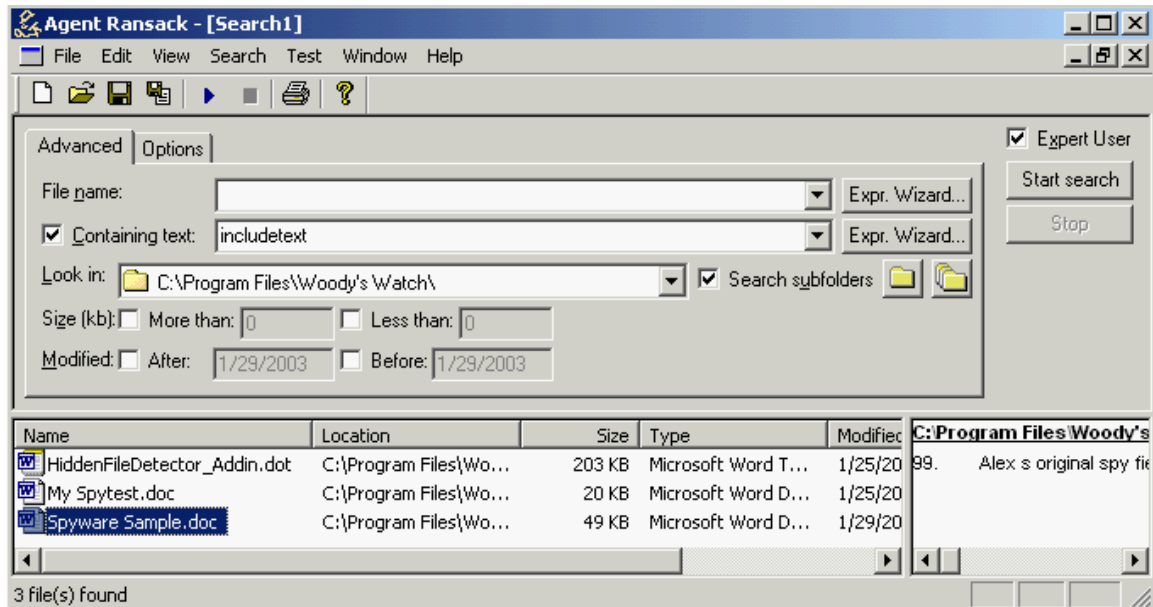 Agent Ransack - [Search1]
File Edit View Search Test Window Help
Advanced Options
Expert User
File name: Expr. Wizard...
Start search
Containing text: includetext Expr. Wizard...
Stop
Look in: C:\Program Files\Woody's Watch\ Search subfolders
Size (kb): More than: 0 Less than: 0
Modified: After: 1/29/2003 Before: 1/29/2003
Name Location Size Type Modified C:\Program Files\Woody's
HiddenFileDetector_Addin.dot C:\Program Files\Wo... 203 KB Microsoft Word T... 1/25/20 99. Alex s original spy fie
My Spytest.doc C:\Program Files\Wo... 20 KB Microsoft Word D... 1/25/20
Spyware Sample.doc C:\Program Files\Wo... 49 KB Microsoft Word D... 1/29/20
3 file(s) found